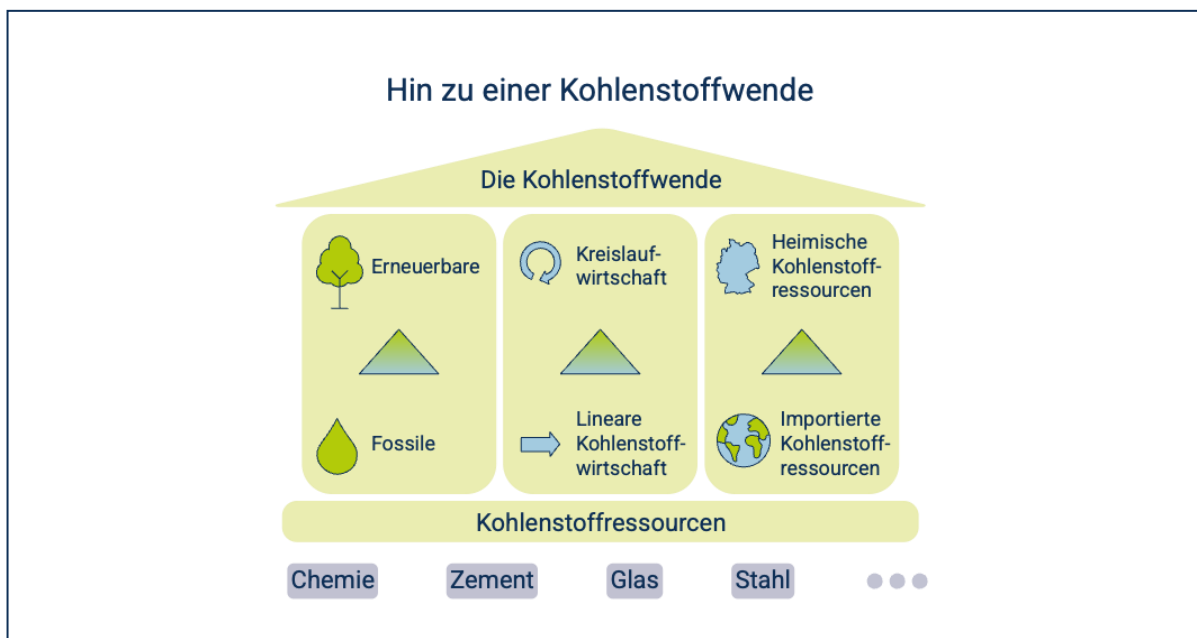 Hin zu einer Kohlenstoffwende
Die Kohlenstoffwende
Erneuerbare
Kreislauf-
wirtschaft
Heimische
Kohlenstoff-
ressourcen
Fossile
Lineare
Kohlenstoff-
wirtschaft
Importierte
Kohlenstoff-
ressourcen
Kohlenstoffressourcen
Chemie
Zement
Glas
Stahl